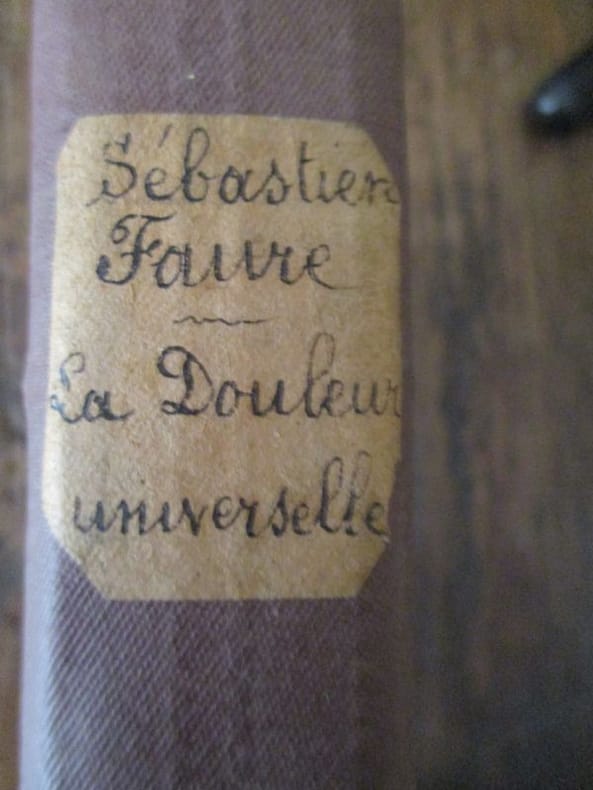 Sébastien
Faure
La Douleur
universelle